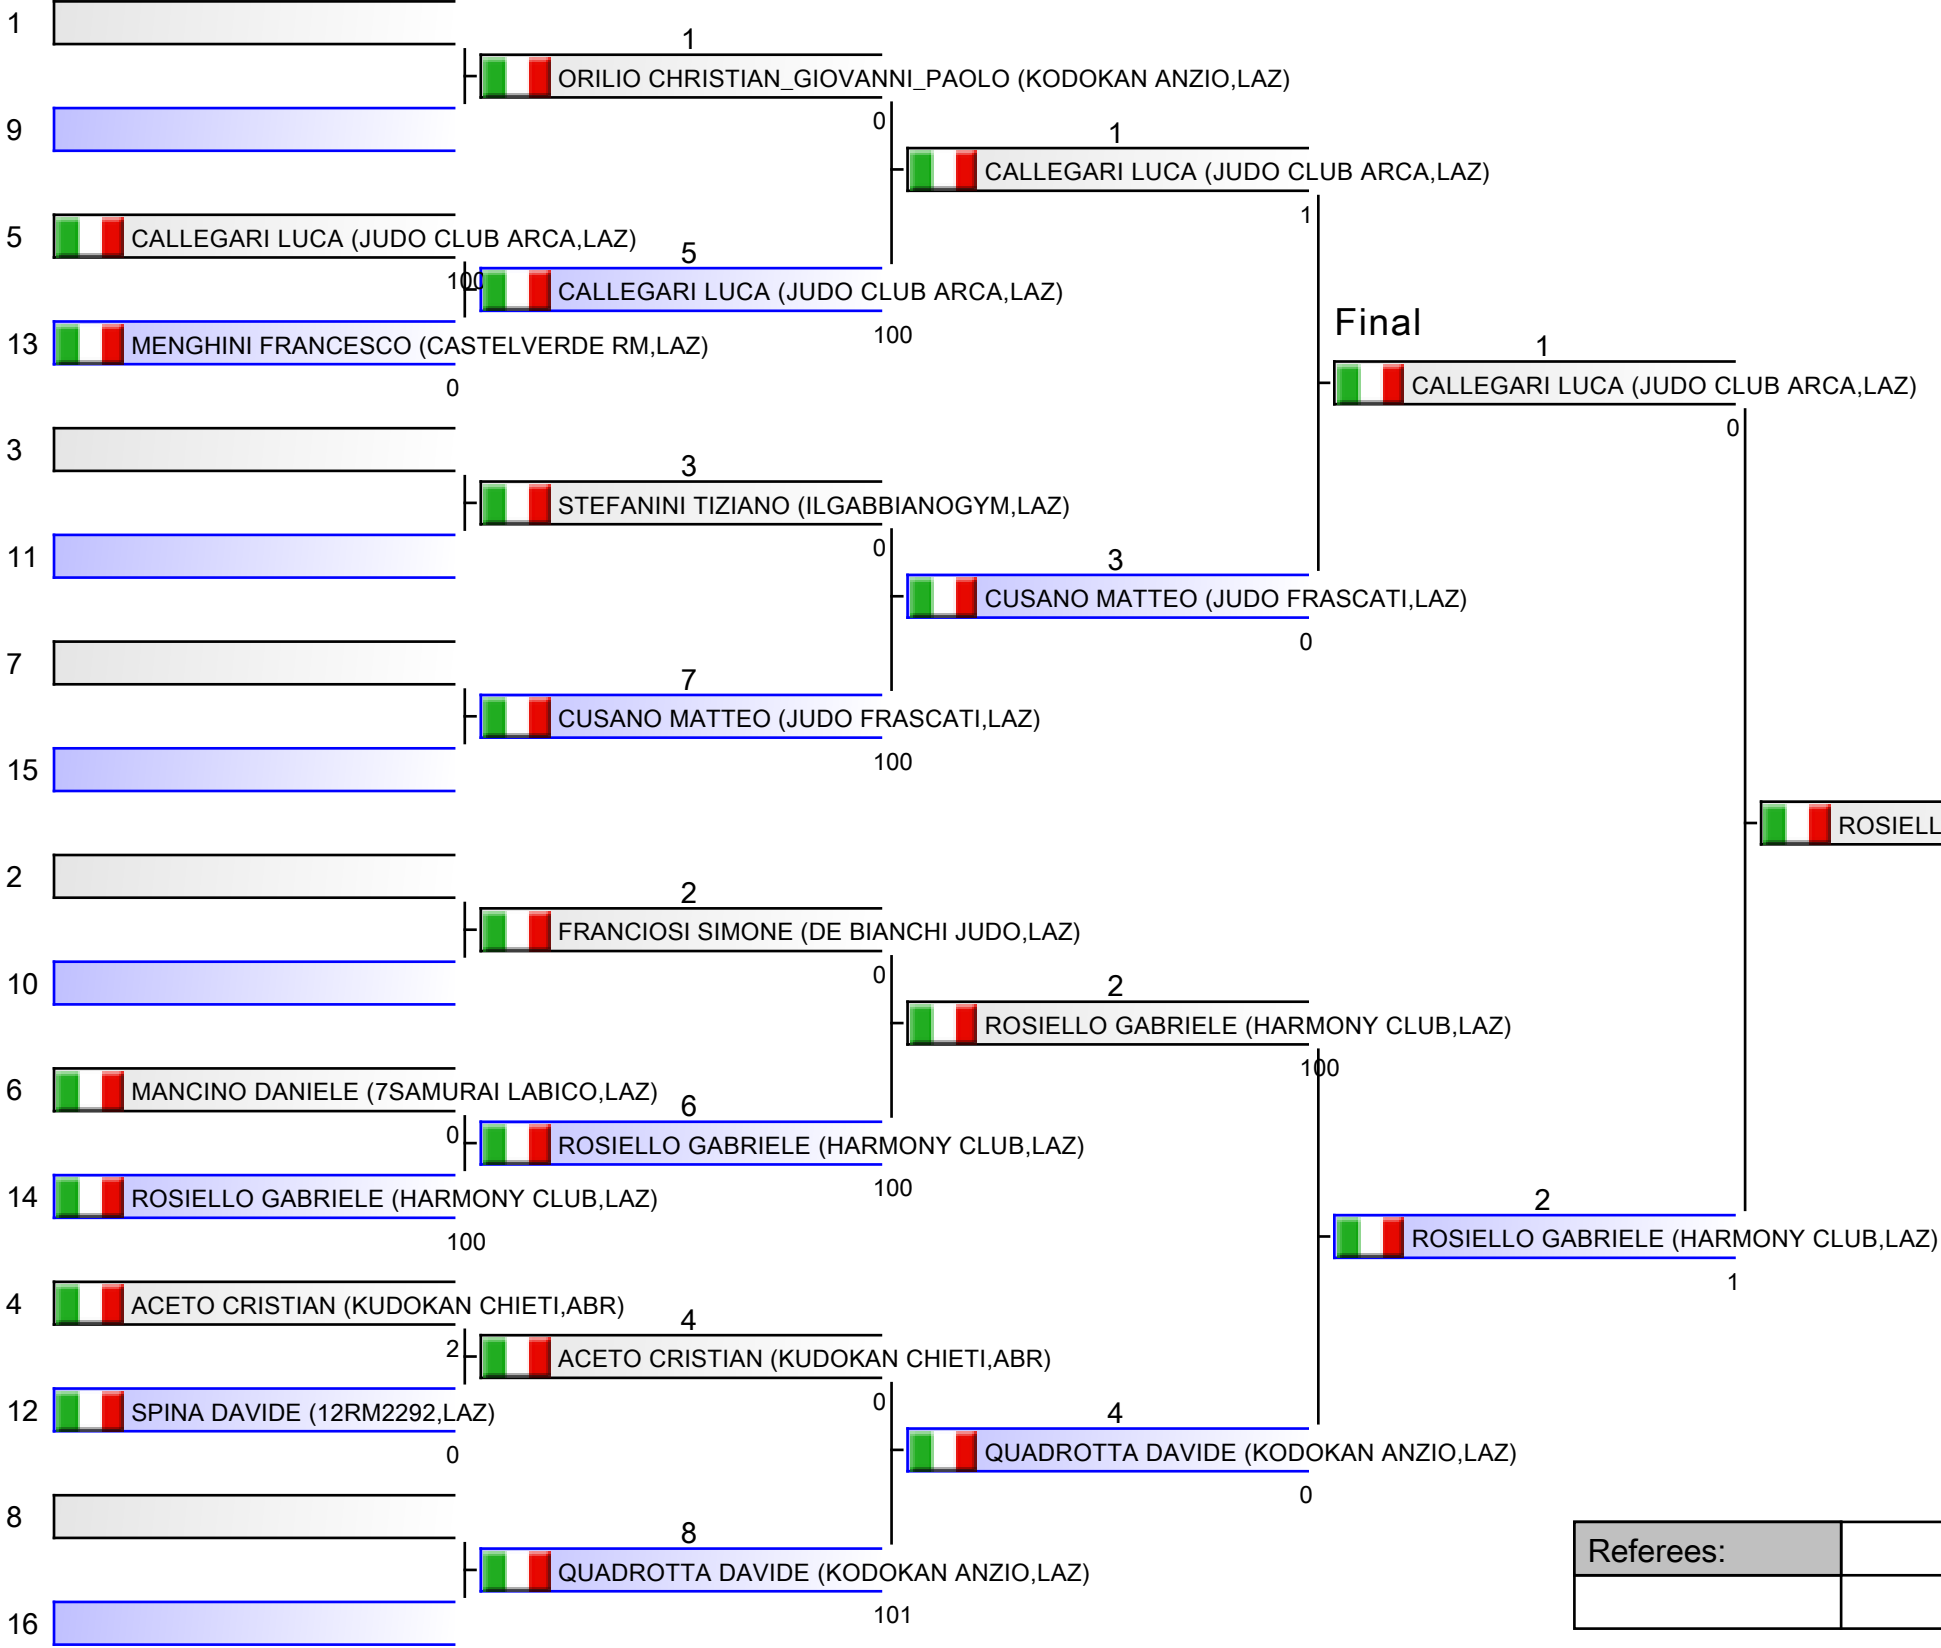 1
9
5
CALLEGARI LUCA (JUDO CLUB ARCA,LAZ)
100
13
MENGHINI FRANCESCO (CASTELVERDE RM,LAZ)
0
3
11
7
15
2
10
6
MANCINO DANIELE (7SAMURAI LABICO,LAZ)
0
14
ROSIELLO GABRIELE (HARMONY CLUB,LAZ)
100
4
ACETO CRISTIAN (KUDOKAN CHIETI,ABR)
2
12
SPINA DAVIDE (12RM2292,LAZ)
0
8
16
1
ORILIO CHRISTIAN_GIOVANNI_PAOLO (KODOKAN ANZIO,LAZ)
0
5
CALLEGARI LUCA (JUDO CLUB ARCA,LAZ)
100
3
STEFANINI TIZIANO (ILGABBIANOGYM,LAZ)
0
7
CUSANO MATTEO (JUDO FRASCATI,LAZ)
100
2
FRANCIOSI SIMONE (DE BIANCHI JUDO,LAZ)
0
6
ROSIELLO GABRIELE (HARMONY CLUB,LAZ)
100
4
ACETO CRISTIAN (KUDOKAN CHIETI,ABR)
0
8
QUADROTTA DAVIDE (KODOKAN ANZIO,LAZ)
101
1
CALLEGARI LUCA (JUDO CLUB ARCA,LAZ)
1
3
CUSANO MATTEO (JUDO FRASCATI,LAZ)
0
2
ROSIELLO GABRIELE (HARMONY CLUB,LAZ)
100
4
QUADROTTA DAVIDE (KODOKAN ANZIO,LAZ)
0
Final
1
CALLEGARI LUCA (JUDO CLUB ARCA,LAZ)
0
2
ROSIELLO GABRIELE (HARMONY CLUB,LAZ)
1
ROSIELL
Referees: